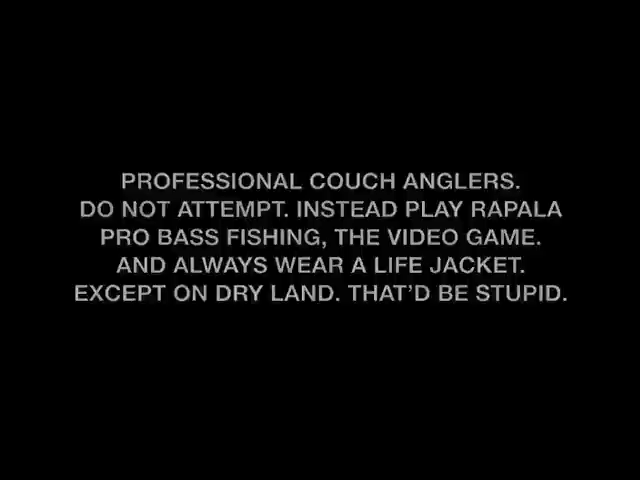 PROFESSIONAL COUCH ANGLERS.
DO NOT ATTEMPT. INSTEAD PLAY RAPALA
PRO BASS FISHING, THE VIDEO GAME.
AND ALWAYS WEAR A LIFE JACKET.
EXCEPT ON DRY LAND. THAT’D BE STUPID.